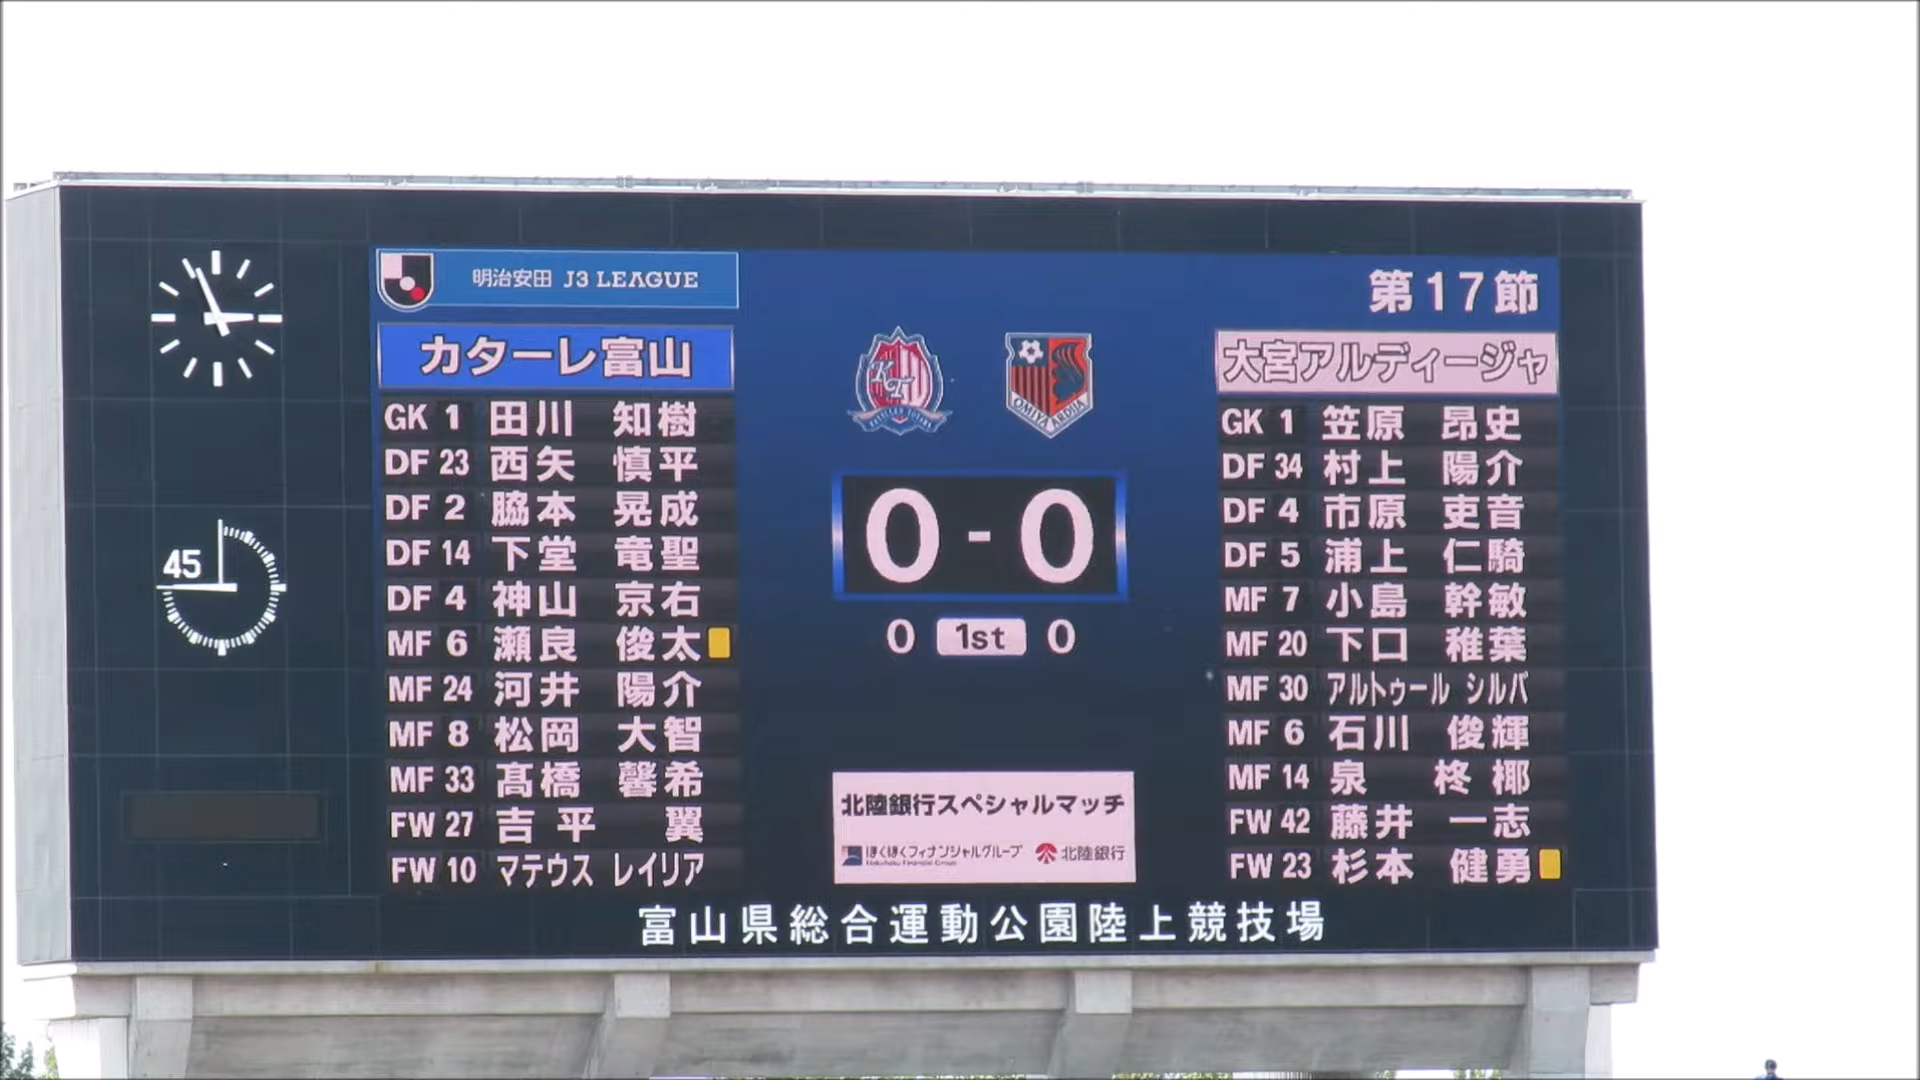 明治安田 J3 LEAGUE
第17節
カターレ富山
GK 1 田川 知樹
DF 23 西矢 慎平
DF 2 脇本 晃成
DF 14 下堂 竜聖
DF 4 神山 京右
MF 6 瀬良 俊太
MF 24 河井 陽介
MF 8 松岡 大智
MF 33 髙橋 馨希
FW 27 吉平 翼
FW 10 マテウス レイリア
45
KT
OMIYA ARDIJA
0 - 0
0 1st 0
北陸銀行スペシャルマッチ
ほくほくフィナンシャルグループ 北陸銀行
Hokuhoku Financial Group
大宮アルディージャ
GK 1 笠原 昂史
DF 34 村上 陽介
DF 4 市原 吏音
DF 5 浦上 仁騎
MF 7 小島 幹敏
MF 20 下口 稚葉
MF 30 アルトゥール シルバ
MF 6 石川 俊輝
MF 14 泉 柊椰
FW 42 藤井 一志
FW 23 杉本 健勇
富山県総合運動公園陸上競技場